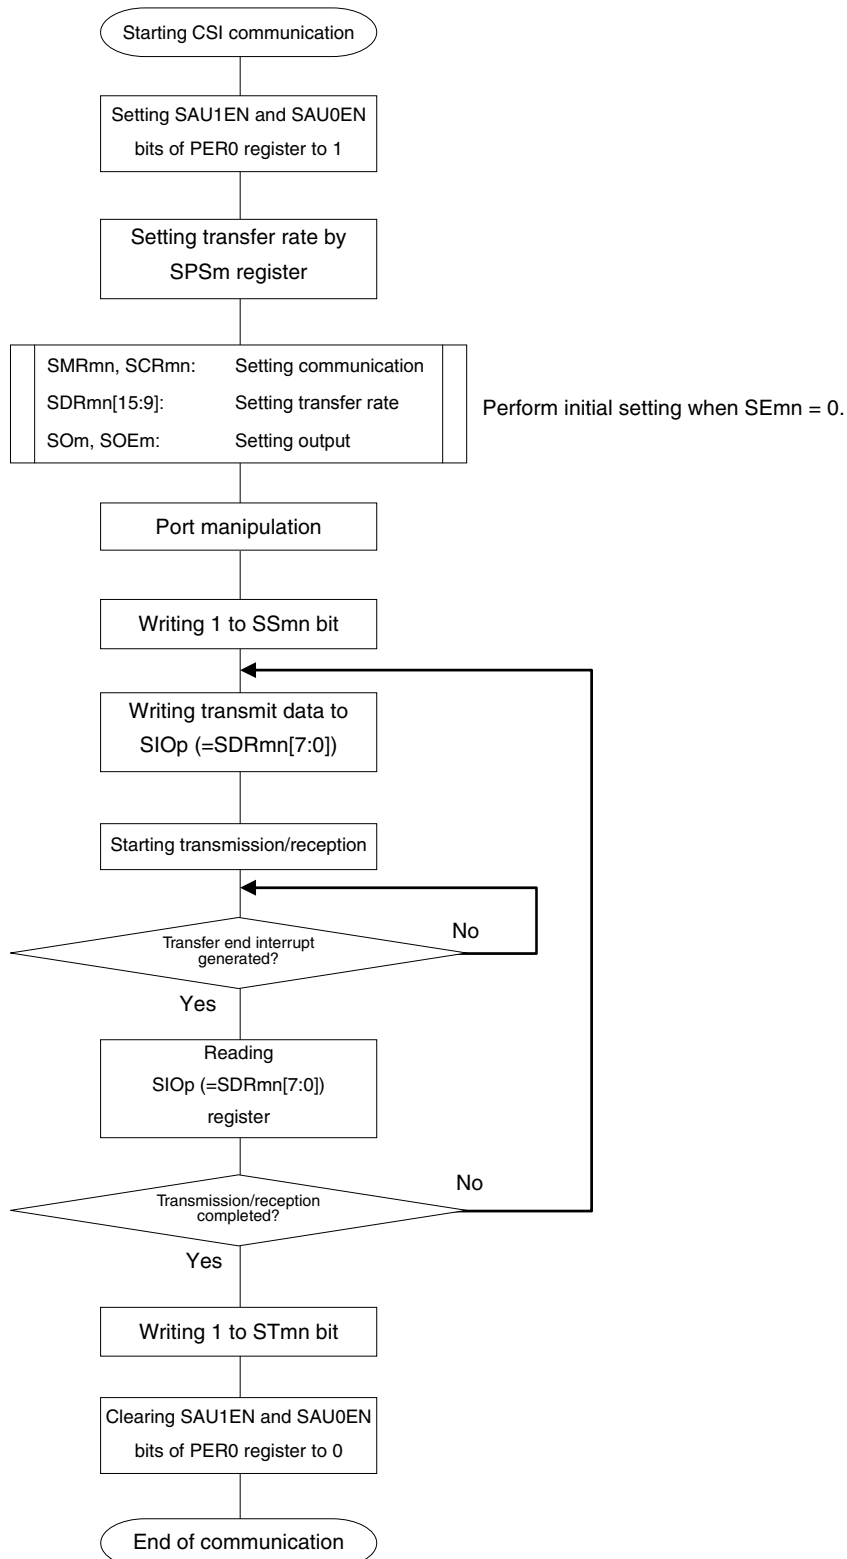 Starting CSI communication
Setting SAU1EN and SAU0EN
bits of PER0 register to 1
Setting transfer rate by
SPSm register
SMRmn, SCRmn: Setting communication
SDRmn[15:9]: Setting transfer rate
SOm, SOEm: Setting output
Perform initial setting when SEmn = 0.
Port manipulation
Writing 1 to SSmn bit
Writing transmit data to
SIOp (=SDRmn[7:0])
Starting transmission/reception
No
Transfer end interrupt
generated?
Yes
Reading
SIOp (=SDRmn[7:0])
register
No
Transmission/reception
completed?
Yes
Writing 1 to STmn bit
Clearing SAU1EN and SAU0EN
bits of PER0 register to 0
End of communication